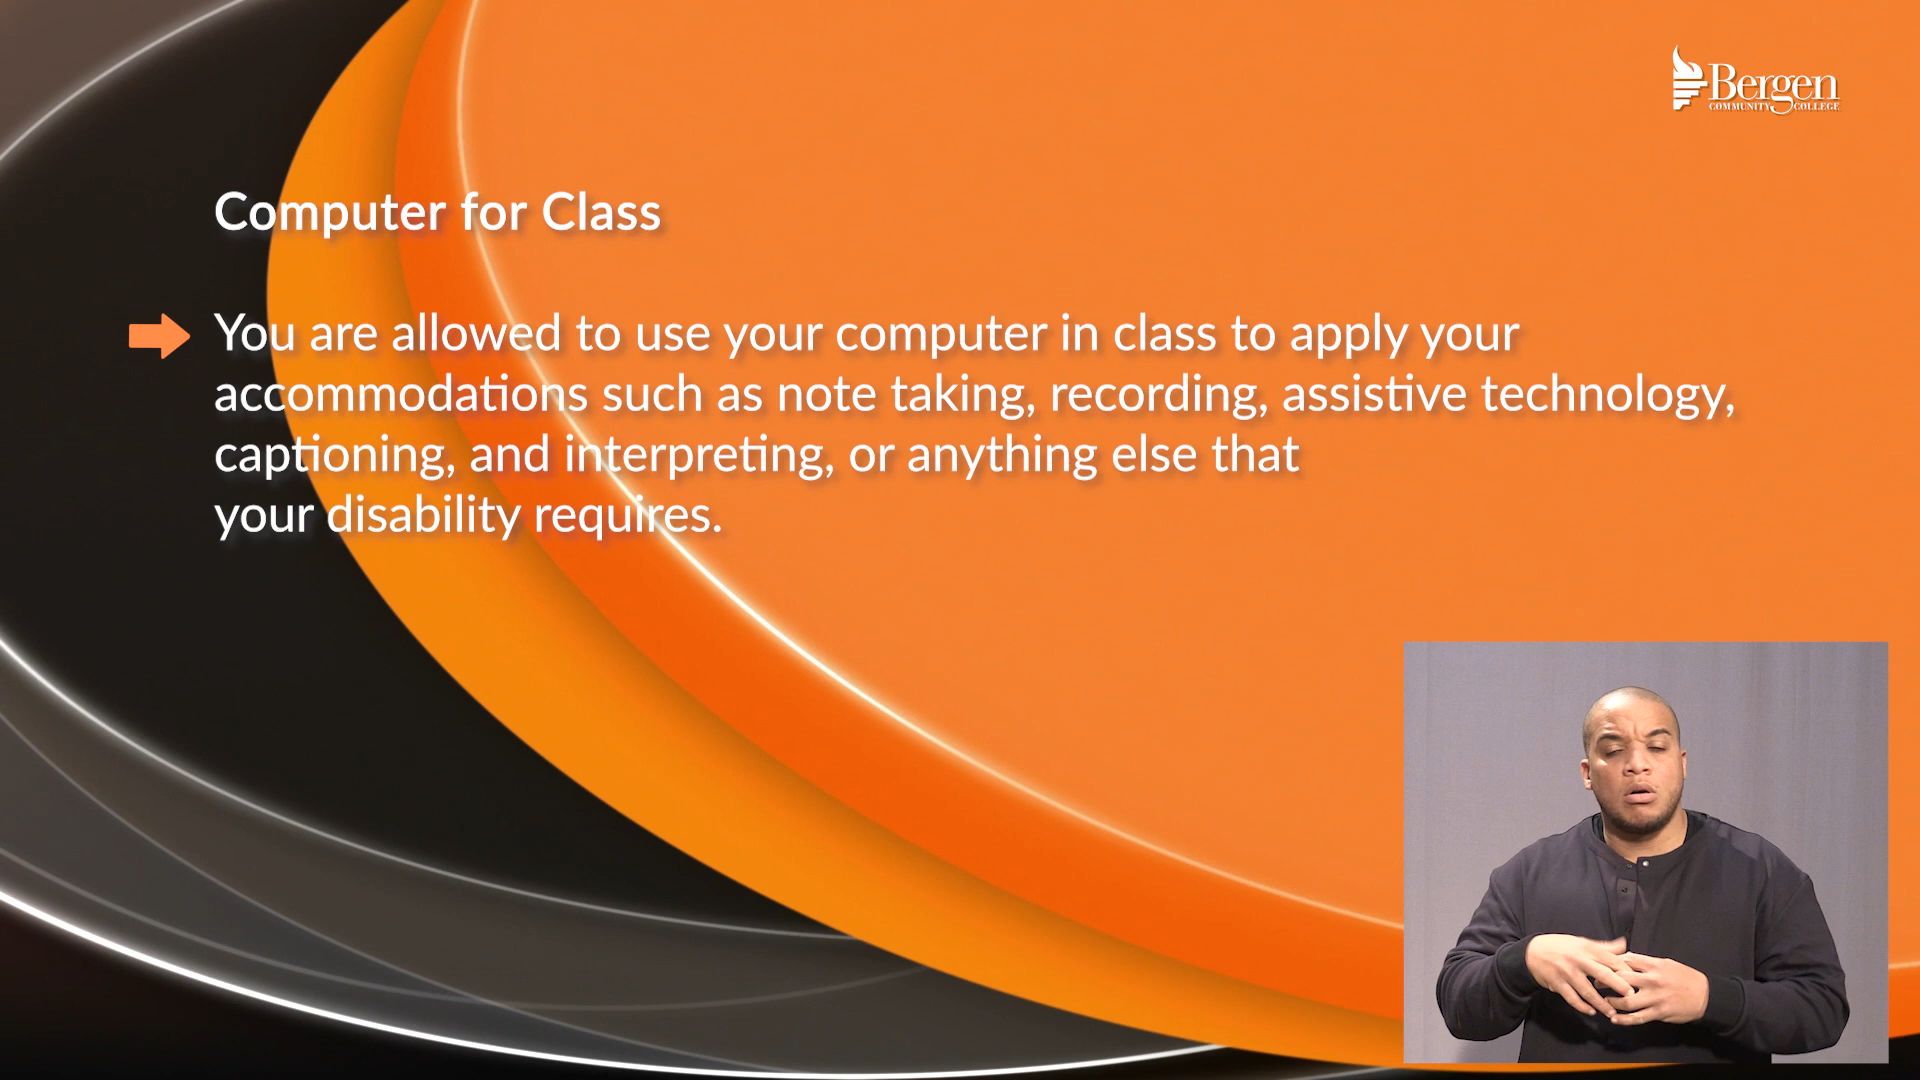 Bergen
COMMUNITY COLLEGE
Computer for Class
You are allowed to use your computer in class to apply your
accommodations such as note taking, recording, assistive technology,
captioning, and interpreting, or anything else that
your disability requires.